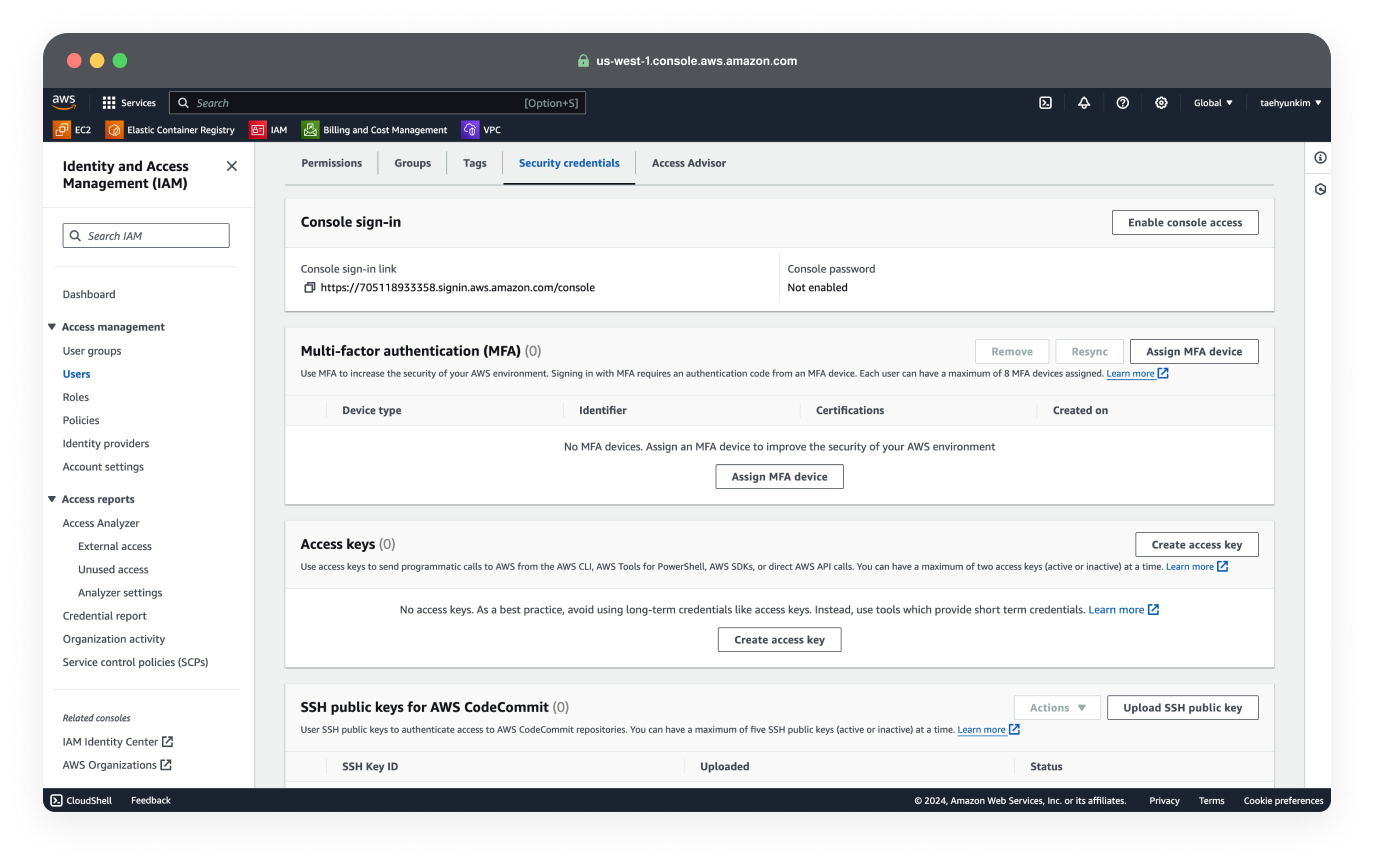 us-west-1.console.aws.amazon.com
aws
Services
Search
[Option+S]
Global
taehyunkim
EC2
Elastic Container Registry
IAM
Billing and Cost Management
VPC
Identity and Access
Management (IAM)
Search IAM
Dashboard
Access management
User groups
Users
Roles
Policies
Identity providers
Account settings
Access reports
Access Analyzer
External access
Unused access
Analyzer settings
Credential report
Organization activity
Service control policies (SCPs)
Related consoles
IAM Identity Center
AWS Organizations
Permissions
Groups
Tags
Security credentials
Access Advisor
Console sign-in
Enable console access
Console sign-in link
https://705118933358.signin.aws.amazon.com/console
Console password
Not enabled
Multi-factor authentication (MFA) (0)
Remove
Resync
Assign MFA device
Use MFA to increase the security of your AWS environment. Signing in with MFA requires an authentication code from an MFA device. Each user can have a maximum of 8 MFA devices assigned. Learn more
Device type
Identifier
Certifications
Created on
No MFA devices. Assign an MFA device to improve the security of your AWS environment
Assign MFA device
Access keys (0)
Create access key
Use access keys to send programmatic calls to AWS from the AWS CLI, AWS Tools for PowerShell, AWS SDKs, or direct AWS API calls. You can have a maximum of two access keys (active or inactive) at a time. Learn more
No access keys. As a best practice, avoid using long-term credentials like access keys. Instead, use tools which provide short term credentials. Learn more
Create access key
SSH public keys for AWS CodeCommit (0)
Actions
Upload SSH public key
User SSH public keys to authenticate access to AWS CodeCommit repositories. You can have a maximum of five SSH public keys (active or inactive) at a time. Learn more
SSH Key ID
Uploaded
Status
CloudShell
Feedback
© 2024, Amazon Web Services, Inc. or its affiliates.
Privacy
Terms
Cookie preferences